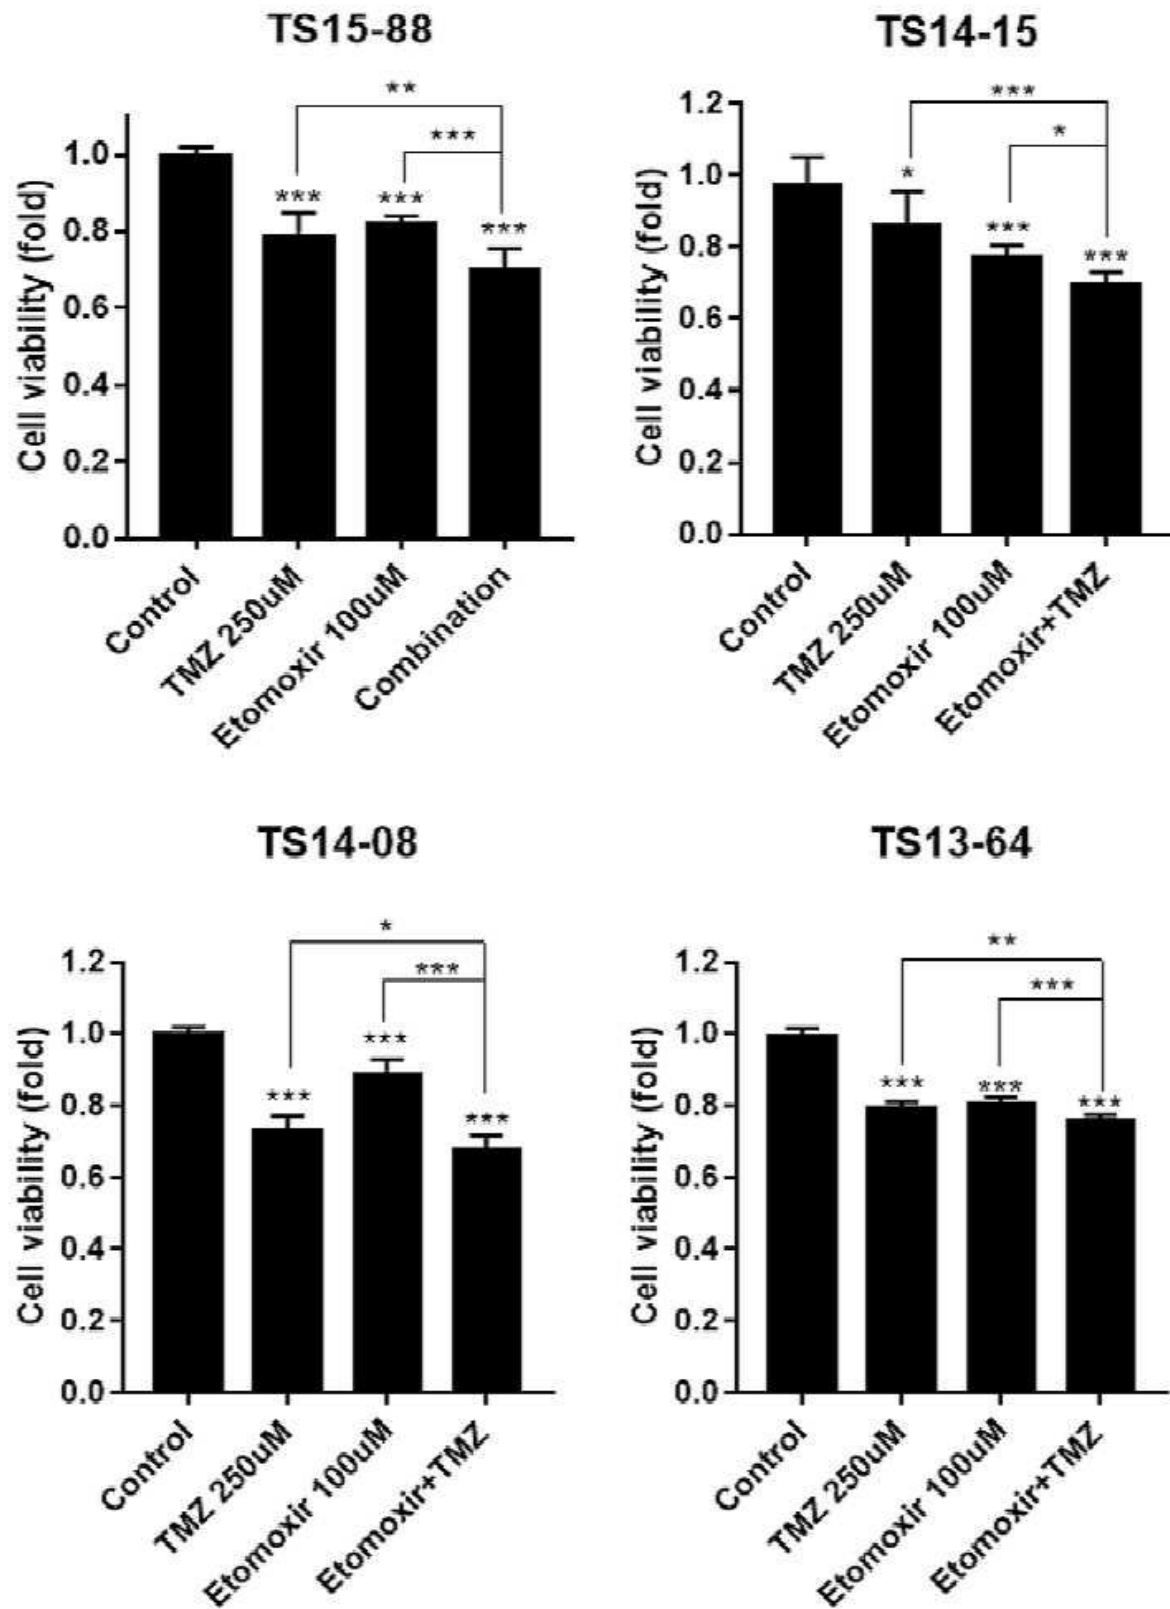 TS15-88
**
***
1.0
***
***
0.8
***
0.6
0.4
0.2
0.0
Cell viability (fold)
Control
TMZ 250uM
Etomoxir 100uM
Combination
TS14-15
1.2
***
*
1.0
*
***
0.8
***
0.6
0.4
0.2
0.0
Cell viability (fold)
Control
TMZ 250uM
Etomoxir 100uM
Etomoxir+TMZ
TS14-08
*
1.2
***
1.0
***
0.8
***
***
0.6
0.4
0.2
0.0
Cell viability (fold)
Control
TMZ 250uM
Etomoxir 100uM
Etomoxir+TMZ
TS13-64
**
1.2
***
1.0
***
***
0.8
***
0.6
0.4
0.2
0.0
Cell viability (fold)
Control
TMZ 250uM
Etomoxir 100uM
Etomoxir+TMZ